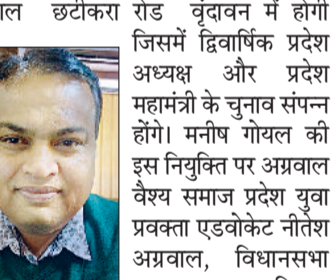 ाल छटीकरा रोड वृंदावन में होगी
जिसमें द्विवार्षिक प्रदेश
अध्यक्ष और प्रदेश
महामंत्री के चुनाव संपन्न
होंगे। मनीष गोयल की
इस नियुक्ति पर अग्रवाल
वैश्य समाज प्रदेश युवा
प्रवक्ता एडवोकेट नीतेश
अग्रवाल, विधानसभा